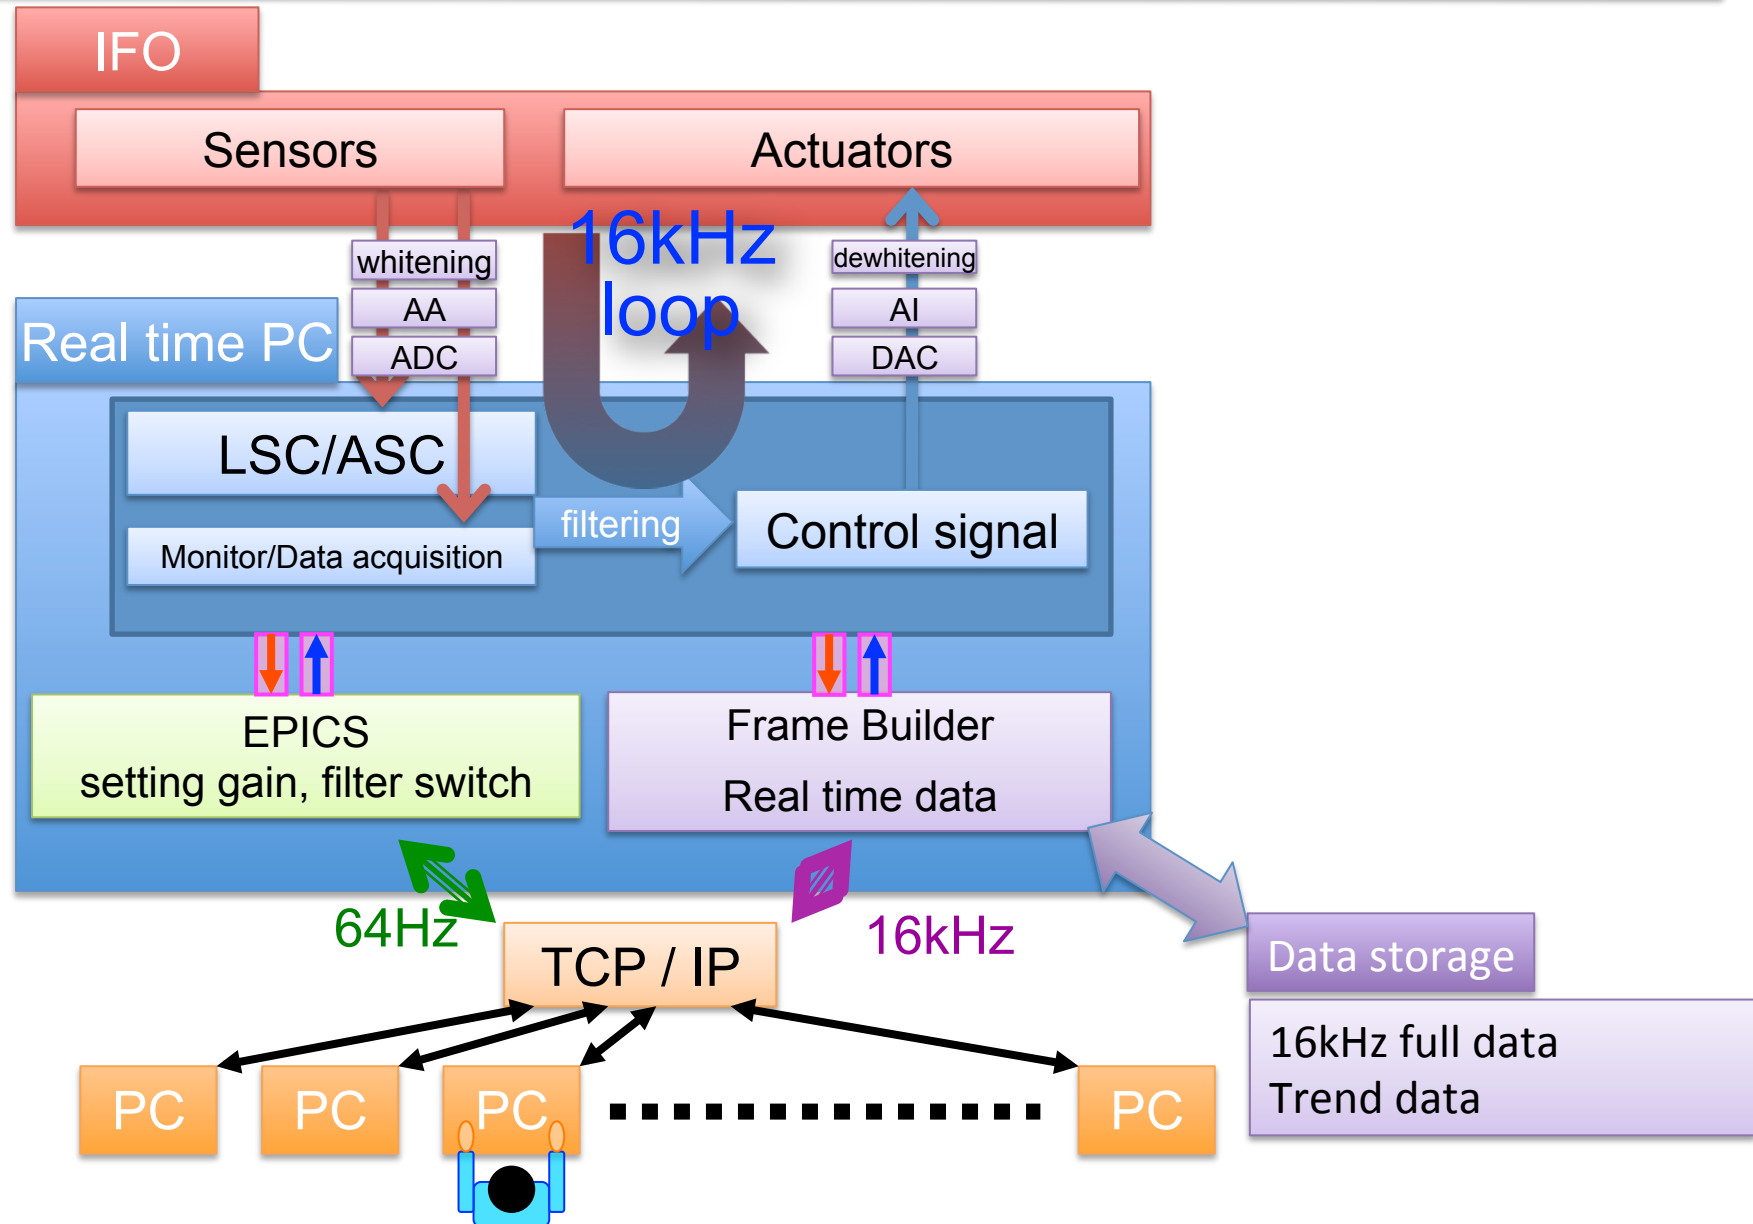 IFO
Sensors
Actuators
16kHz
loop
whitening
AA
ADC
dewhitening
AI
DAC
Real time PC
LSC/ASC
Monitor/Data acquisition
filtering
Control signal
EPICS
setting gain, filter switch
Frame Builder
Real time data
64Hz
16kHz
TCP / IP
Data storage
16kHz full data
Trend data
PC
PC
PC
PC